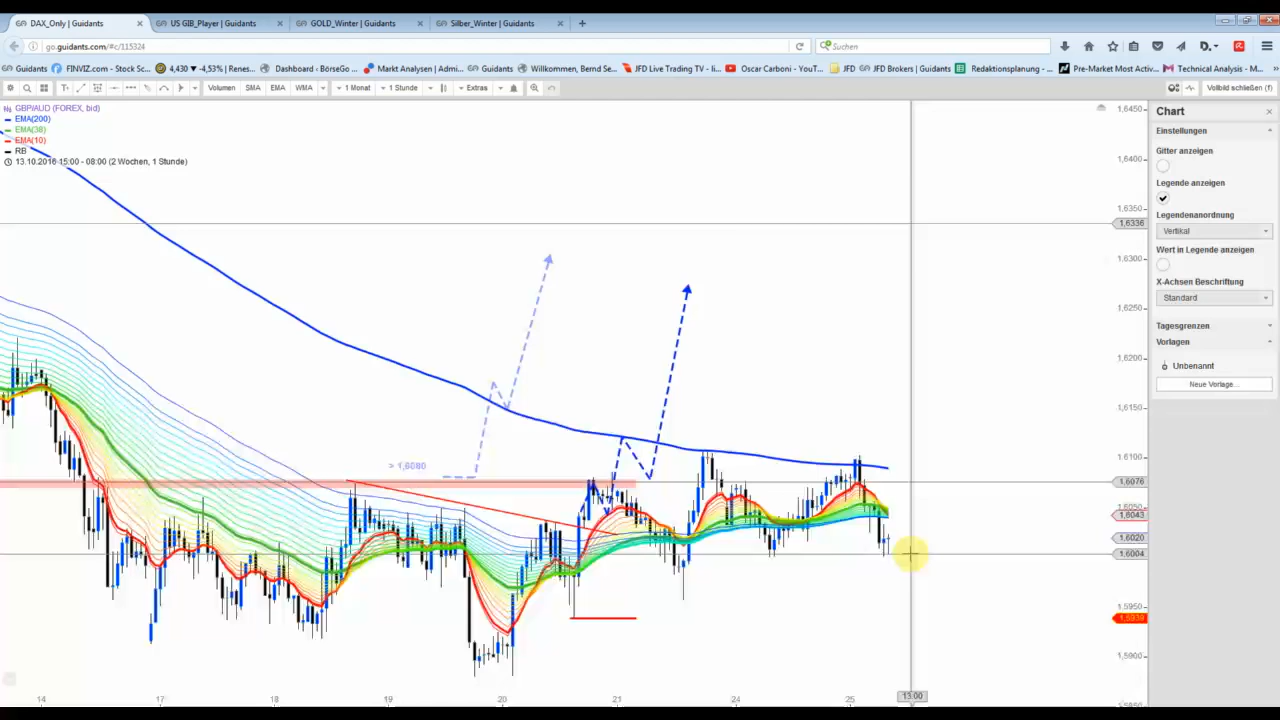 DAX_Only | Guidants × US GIB_Player | Guidants × GOLD_Winter | Guidants × Silber_Winter | Guidants × +
go.guidants.com/#c/115324 Suchen
Guidants FINVIZ.com - Stock Sc... 4,430 ▾ -4,53% | Renes... Dashboard ‹ BörseGo ... Markt Analysen | Admi... Guidants Willkommen, Bernd Se... JFD Live Trading TV - li... Oscar Carboni - YouT... JFD JFD Brokers | Guidants Redaktionsplanung - ... Pre-Market Most Activ... Technical Analysis - M...
Volumen SMA EMA WMA 1 Monat 1 Stunde Extras Vollbild schließen (f)
GBP/AUD (FOREX, bid)
EMA(200)
EMA(38)
EMA(10)
RB
13.10.2016 15:00 - 08:00 (2 Wochen, 1 Stunde)
> 1,6080
1,6450
1,6400
1,6350
1,6336
1,6300
1,6250
1,6200
1,6150
1,6100
1,6076
1,6050
1,6043
1,6020
1,6004
1,5950
1,5939
1,5900
1,5850
14 17 18 19 20 21 24 25 13:00
Chart ×
Einstellungen
Gitter anzeigen
Legende anzeigen
Legendenanordnung
Vertikal
Wert in Legende anzeigen
X-Achsen Beschriftung
Standard
Tagesgrenzen
Vorlagen
Unbenannt
Neue Vorlage...